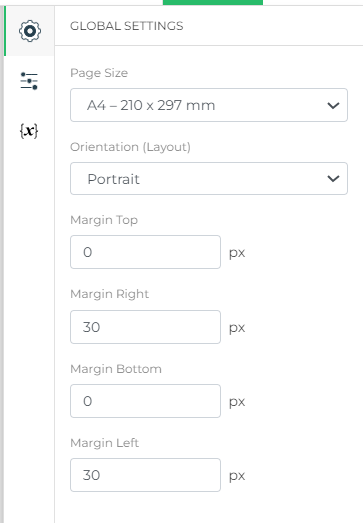 GLOBAL SETTINGS
Page Size
A4 – 210 x 297 mm
Orientation (Layout)
{x}
Portrait
Margin Top
0 px
Margin Right
30 px
Margin Bottom
0 px
Margin Left
30 px